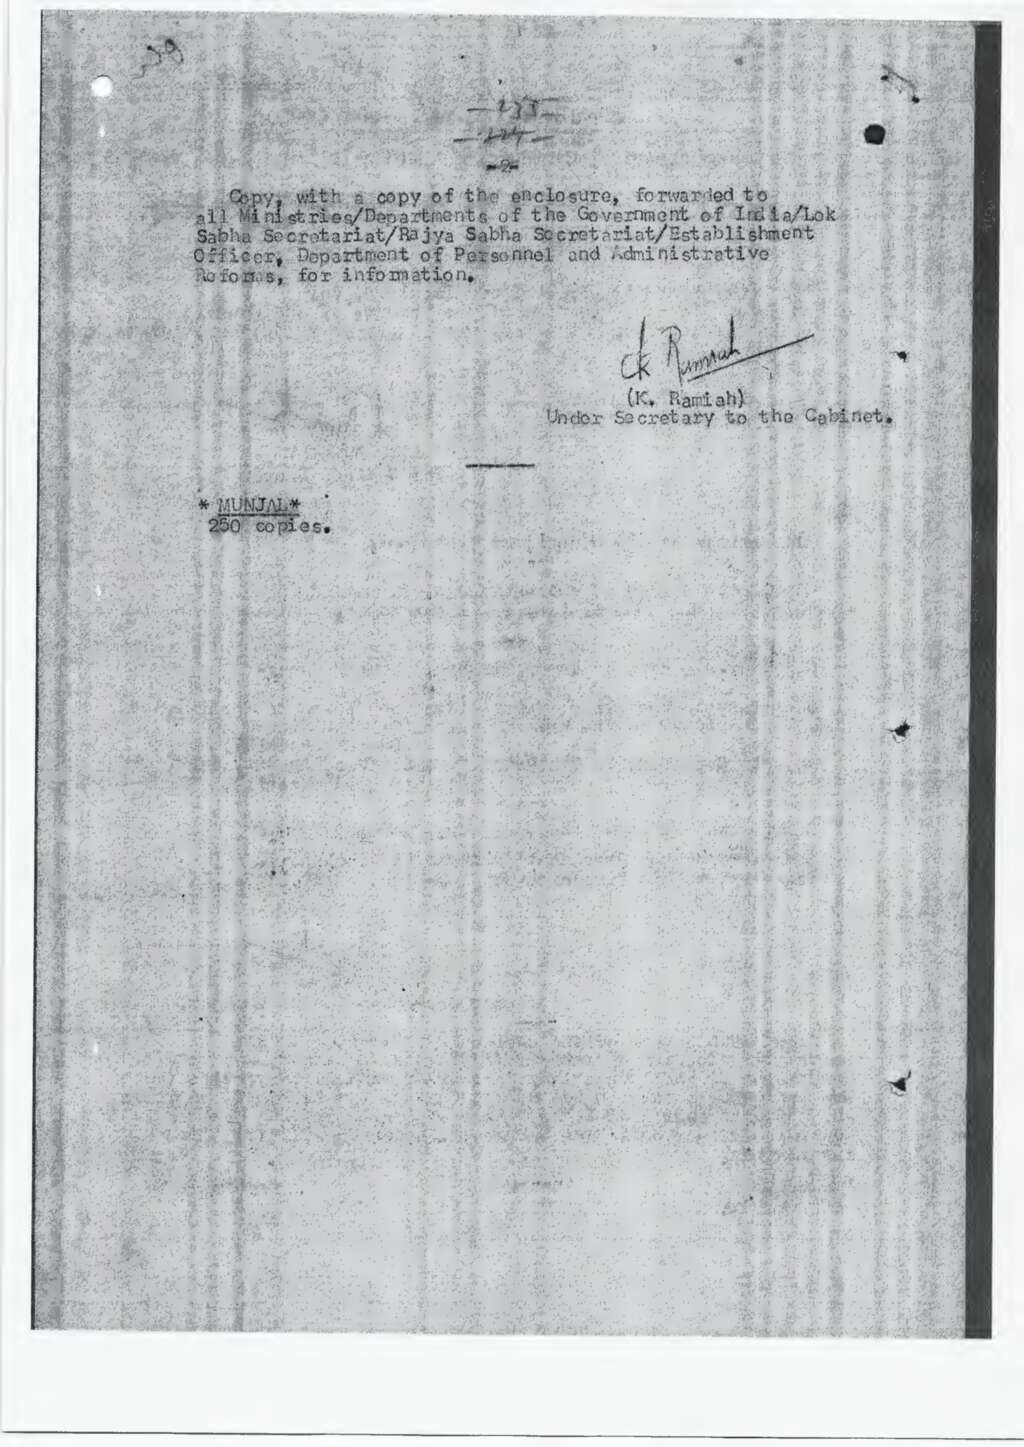 -235-
-224-
-2-
Copy, with a copy of the enclosure, forwarded to
all Ministries/Departments of the Government of India/Lok
Sabha Secretariat/Rajya Sabha Secretariat/Establishment
Officer, Department of Personnel and Administrative
Reforms, for information.
K Ramiah
(K. Ramiah)
Under Secretary to the Cabinet.
* MUNJAL*
250 copies.